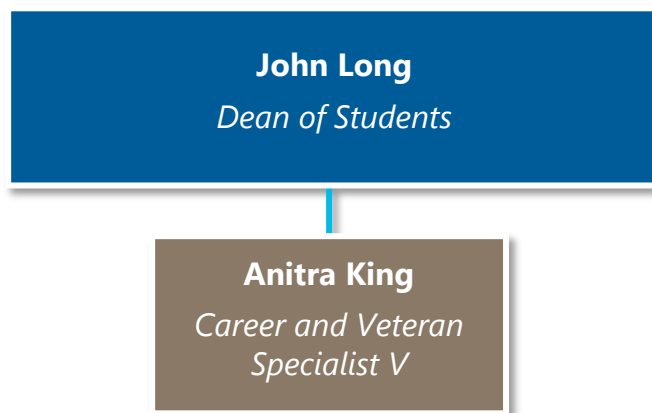 John Long
Dean of Students
Anitra King
Career and Veteran
Specialist V